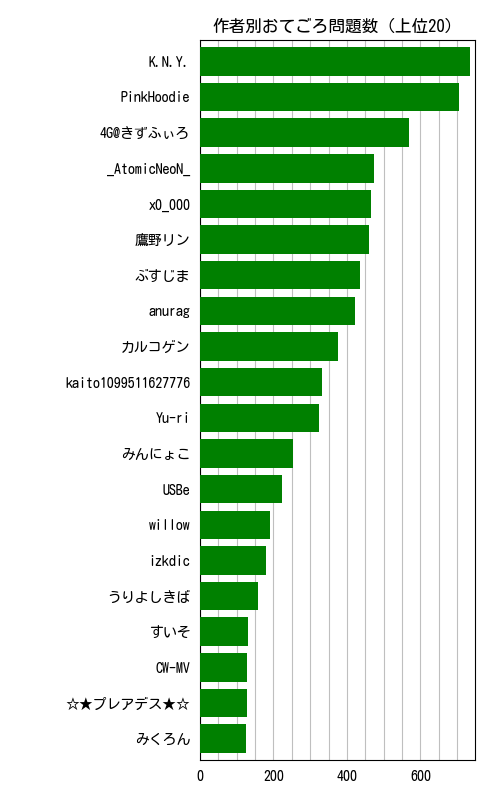 作者別おてごろ問題数 (上位20)
K.N.Y.
PinkHoodie
4G@きずふぃろ
_AtomicNeoN_
x0_000
鷹野リン
ぶすじま
anurag
カルコゲン
kaito1099511627776
Yu-ri
みんにょこ
USBe
willow
izkdic
うりよしきば
すいそ
CW-MV
☆★プレアデス★☆
みくろん
0 200 400 600